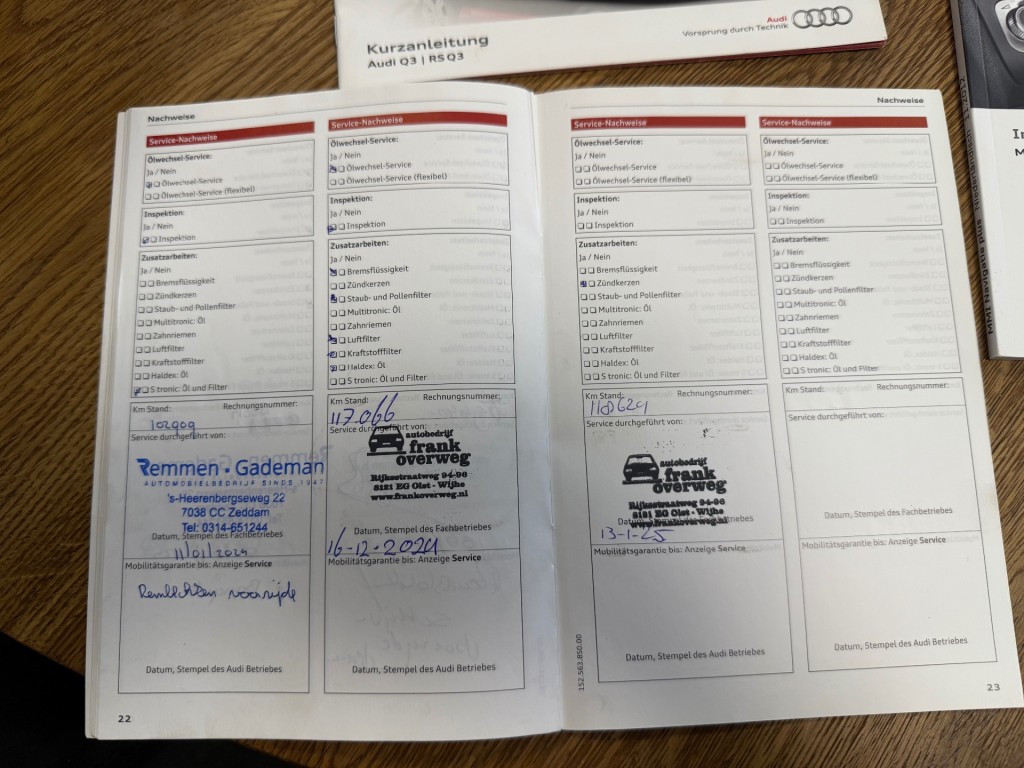 Audi
Vorsprung durch Technik
Kurzanleitung
Audi Q3 | RS Q3
Nachweise
Service-Nachweise
Ölwechsel-Service:
Ja / Nein
Ölwechsel-Service
Ölwechsel-Service (flexibel)
Inspektion:
Ja / Nein
Inspektion
Zusatzarbeiten:
Ja / Nein
Bremsflüssigkeit
Zündkerzen
Staub- und Pollenfilter
Multitronic: Öl
Zahnriemen
Luftfilter
Kraftstofffilter
Haldex: Öl
S tronic: Öl und Filter
Km Stand:
Rechnungsnummer:
102909
Service durchgeführt von:
Remmen - Gademan
AUTOMOBIELBEDRIJF SINDS 1947
's-Heerenbergseweg 22
7038 CC Zeddam
Tel: 0314-651244
Datum, Stempel des Fachbetriebes
11/01/2024
Mobilitätsgarantie bis: Anzeige Service
Datum, Stempel des Audi Betriebes
22
Service-Nachweise
Ölwechsel-Service:
Ja / Nein
Ölwechsel-Service
Ölwechsel-Service (flexibel)
Inspektion:
Ja / Nein
Inspektion
Zusatzarbeiten:
Ja / Nein
Bremsflüssigkeit
Zündkerzen
Staub- und Pollenfilter
Multitronic: Öl
Zahnriemen
Luftfilter
Kraftstofffilter
Haldex: Öl
S tronic: Öl und Filter
Km Stand:
Rechnungsnummer:
117.066
Service durchgeführt von:
autobedrijf
frank
overweg
Rijksstraatweg 94-96
8121 EG Olst - Wijhe
www.frankoverweg.nl
Datum, Stempel des Fachbetriebes
16-12-2024
Mobilitätsgarantie bis: Anzeige Service
Datum, Stempel des Audi Betriebes
Nachweise
Service-Nachweise
Ölwechsel-Service:
Ja / Nein
Ölwechsel-Service
Ölwechsel-Service (flexibel)
Inspektion:
Ja / Nein
Inspektion
Zusatzarbeiten:
Ja / Nein
Bremsflüssigkeit
Zündkerzen
Staub- und Pollenfilter
Multitronic: Öl
Zahnriemen
Luftfilter
Kraftstofffilter
Haldex: Öl
S tronic: Öl und Filter
Km Stand:
Rechnungsnummer:
118624
Service durchgeführt von:
autobedrijf
frank
overweg
Rijksstraatweg 94-96
8121 EG Olst - Wijhe
www.frankoverweg.nl
Datum, Stempel des Fachbetriebes
13-1-25
Mobilitätsgarantie bis: Anzeige Service
Datum, Stempel des Audi Betriebes
152.563.850.00
Service-Nachweise
Ölwechsel-Service:
Ja / Nein
Ölwechsel-Service
Ölwechsel-Service (flexibel)
Inspektion:
Ja / Nein
Inspektion
Zusatzarbeiten:
Ja / Nein
Bremsflüssigkeit
Zündkerzen
Staub- und Pollenfilter
Multitronic: Öl
Zahnriemen
Luftfilter
Kraftstofffilter
Haldex: Öl
S tronic: Öl und Filter
Km Stand:
Rechnungsnummer:
Service durchgeführt von:
Datum, Stempel des Fachbetriebes
Mobilitätsgarantie bis: Anzeige Service
Datum, Stempel des Audi Betriebes
23